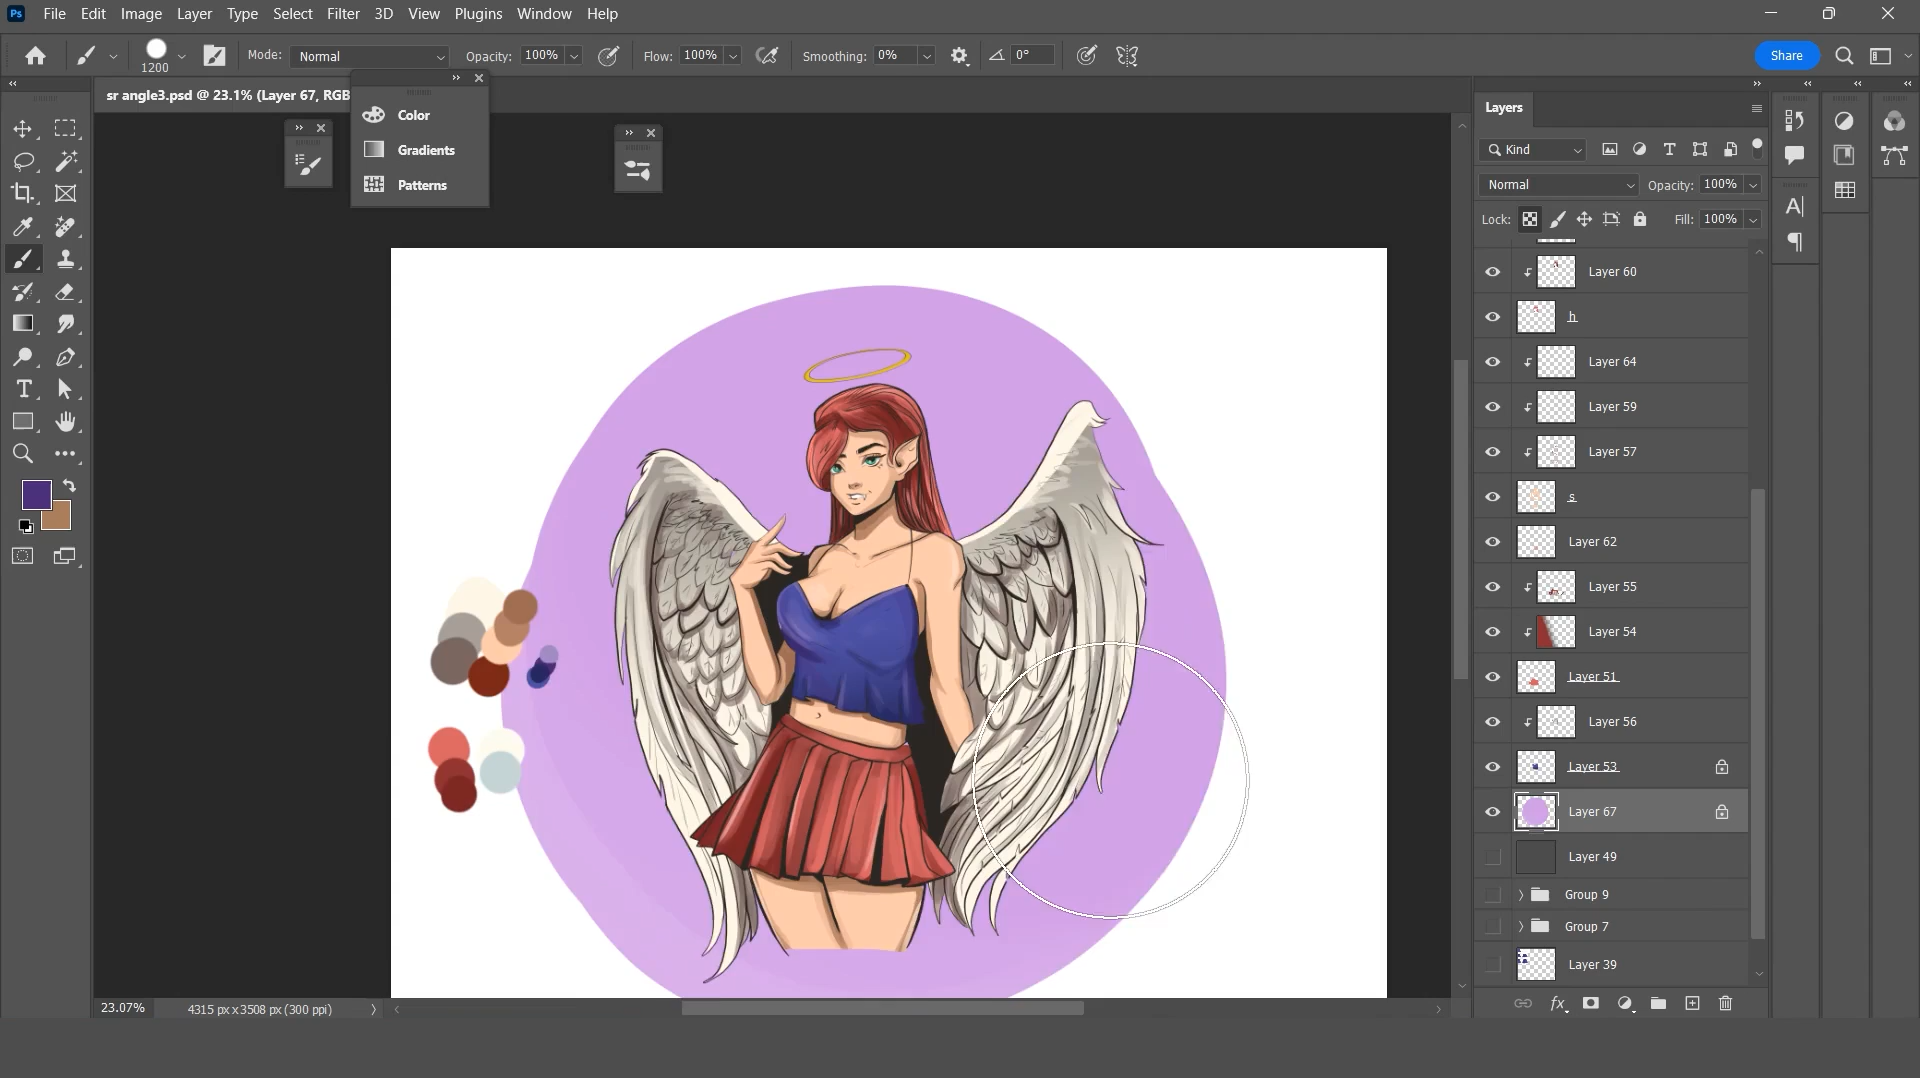 Ps File Edit Image Layer Type Select Filter 3D View Plugins Window Help
1200 Mode: Normal Opacity: 100% Flow: 100% Smoothing: 0% 0° Share
sr angle3.psd @ 23.1% (Layer 67, RGB
Color
Gradients
Patterns
Layers
Kind
Normal Opacity: 100%
Lock: Fill: 100%
Layer 60
h
Layer 64
Layer 59
Layer 57
s
Layer 62
Layer 55
Layer 54
Layer 51
Layer 56
Layer 53
Layer 67
Layer 49
Group 9
Group 7
Layer 39
23.07% 4315 px x 3508 px (300 ppi)